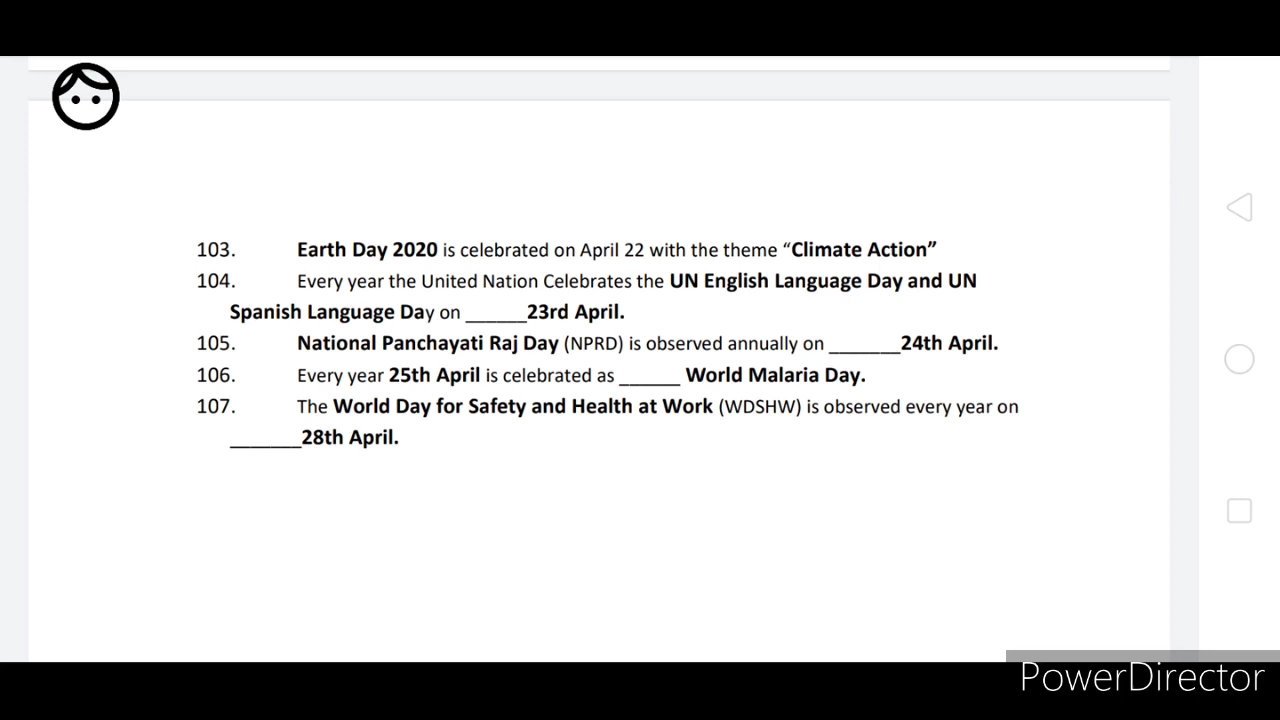 103. Earth Day 2020 is celebrated on April 22 with the theme “Climate Action”
104. Every year the United Nation Celebrates the UN English Language Day and UN
Spanish Language Day on ______23rd April.
105. National Panchayati Raj Day (NPRD) is observed annually on _______24th April.
106. Every year 25th April is celebrated as ______ World Malaria Day.
107. The World Day for Safety and Health at Work (WDSHW) is observed every year on
_______28th April.
PowerDirector